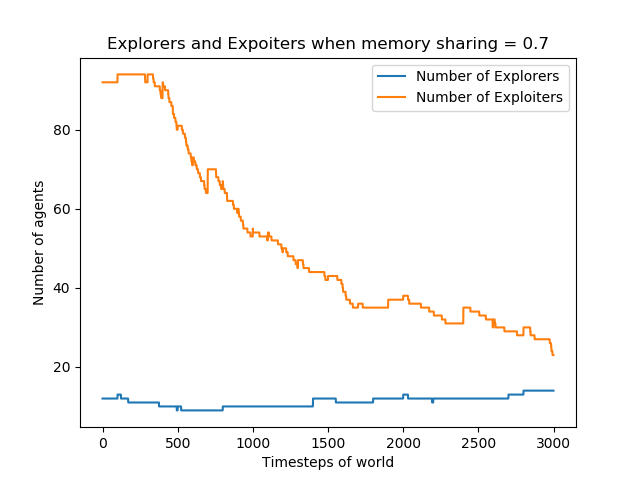 Explorers and Expoiters when memory sharing = 0.7
Number of Explorers
Number of Exploiters
Number of agents
80
60
40
20
0 500 1000 1500 2000 2500 3000
Timesteps of world